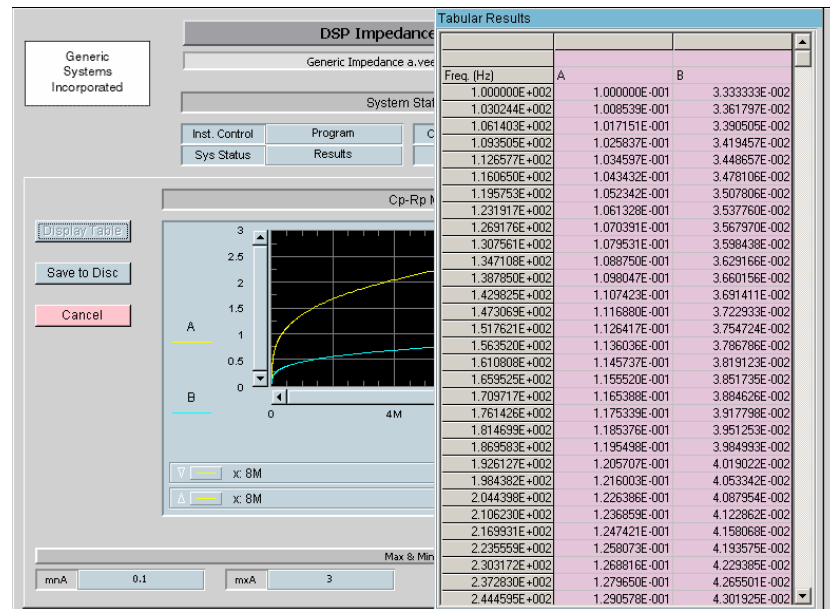 Generic
Systems
Incorporated
DSP Impedance
Generic Impedance a.vee
System Stat
Inst. Control Program C
Sys Status Results
Cp-Rp M
Display Table
Save to Disc
Cancel
A
B
3
2.5
2
1.5
1
0.5
0
0 4M
x: 8M
x: 8M
Max & Min
mnA 0.1 mxA 3
Tabular Results
Freq. (Hz) A B
1.000000E+002 1.000000E-001 3.333333E-002
1.030244E+002 1.008539E-001 3.361797E-002
1.061403E+002 1.017151E-001 3.390505E-002
1.093505E+002 1.025837E-001 3.419457E-002
1.126577E+002 1.034597E-001 3.448657E-002
1.160650E+002 1.043432E-001 3.478106E-002
1.195753E+002 1.052342E-001 3.507806E-002
1.231917E+002 1.061328E-001 3.537760E-002
1.269176E+002 1.070391E-001 3.567970E-002
1.307561E+002 1.079531E-001 3.598438E-002
1.347108E+002 1.088750E-001 3.629166E-002
1.387850E+002 1.098047E-001 3.660156E-002
1.429825E+002 1.107423E-001 3.691411E-002
1.473069E+002 1.116880E-001 3.722933E-002
1.517621E+002 1.126417E-001 3.754724E-002
1.563520E+002 1.136036E-001 3.786786E-002
1.610808E+002 1.145737E-001 3.819123E-002
1.659525E+002 1.155520E-001 3.851735E-002
1.709717E+002 1.165388E-001 3.884626E-002
1.761426E+002 1.175339E-001 3.917798E-002
1.814699E+002 1.185376E-001 3.951253E-002
1.869583E+002 1.195498E-001 3.984993E-002
1.926127E+002 1.205707E-001 4.019022E-002
1.984382E+002 1.216003E-001 4.053342E-002
2.044398E+002 1.226386E-001 4.087954E-002
2.106230E+002 1.236859E-001 4.122862E-002
2.169931E+002 1.247421E-001 4.158068E-002
2.235559E+002 1.258073E-001 4.193575E-002
2.303172E+002 1.268816E-001 4.229385E-002
2.372830E+002 1.279650E-001 4.265501E-002
2.444595E+002 1.290578E-001 4.301925E-002